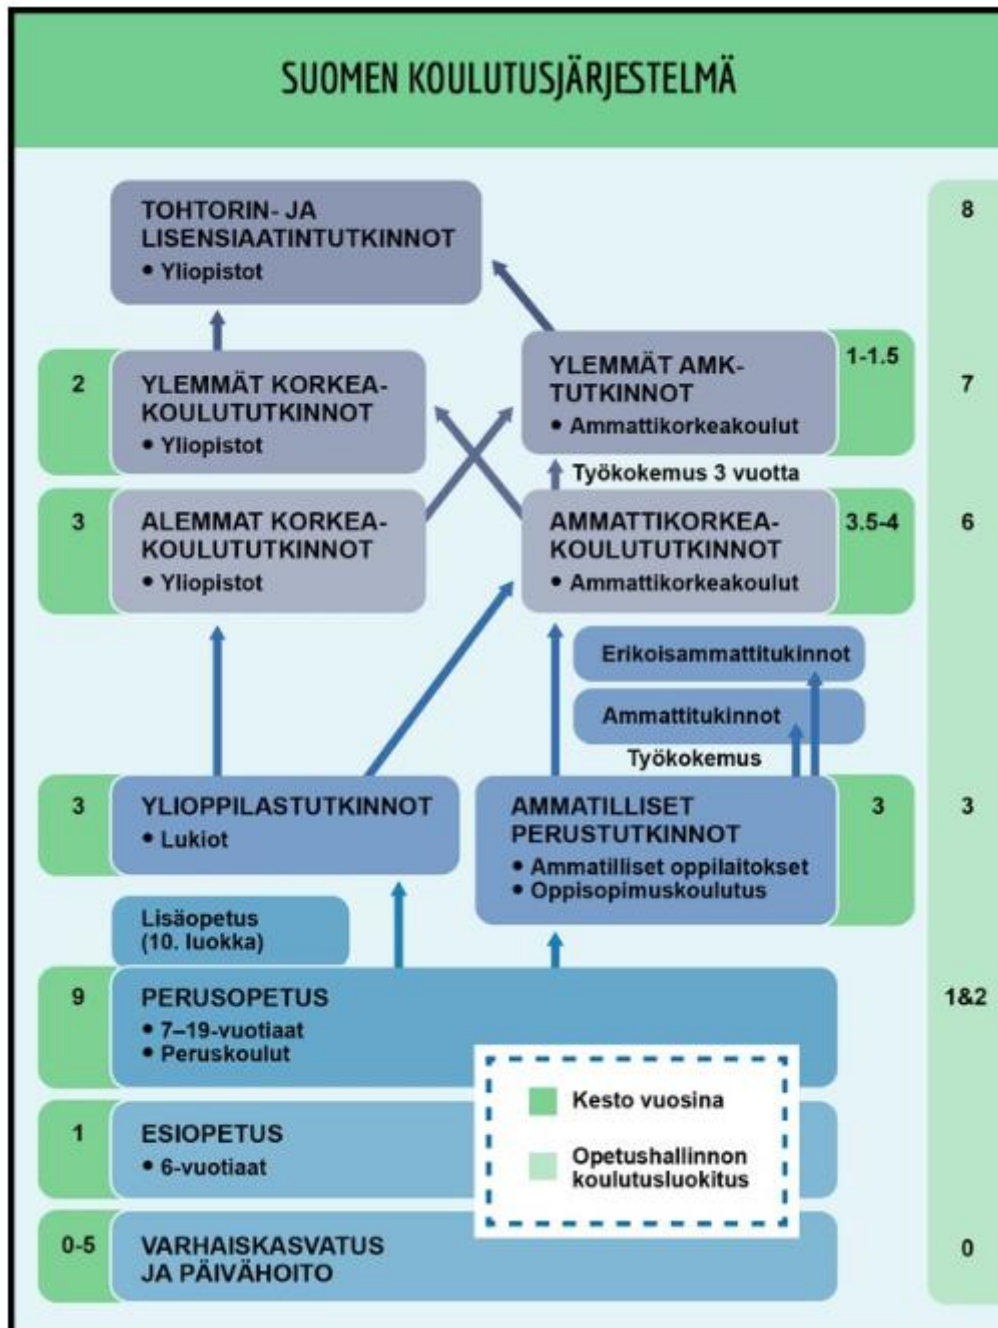 SUOMEN KOULUTUSJÄRJESTELMÄ
TOHTORIN- JA
LISENSIAATINTUTKINNOT
• Yliopistot
8
2
YLEMMÄT KORKEA-
KOULUTUTKINNOT
• Yliopistot
YLEMMÄT AMK-
TUTKINNOT
• Ammattikorkeakoulut
1-1.5
7
Työkokemus 3 vuotta
3
ALEMMAT KORKEA-
KOULUTUTKINNOT
• Yliopistot
AMMATTIKORKEA-
KOULUTUTKINNOT
• Ammattikorkeakoulut
3.5-4
6
Erikoisammattitukinnot
Ammattitukinnot
Työkokemus
3
YLIOPPILASTUTKINNOT
• Lukiot
AMMATILLISET
PERUSTUTKINNOT
• Ammatilliset oppilaitokset
• Oppisopimuskoulutus
3
3
Lisäopetus
(10. luokka)
9
PERUSOPETUS
• 7–19-vuotiaat
• Peruskoulut
1&2
1
ESIOPETUS
• 6-vuotiaat
Kesto vuosina
Opetushallinnon
koulutusluokitus
0-5
VARHAISKASVATUS
JA PÄIVÄHOITO
0